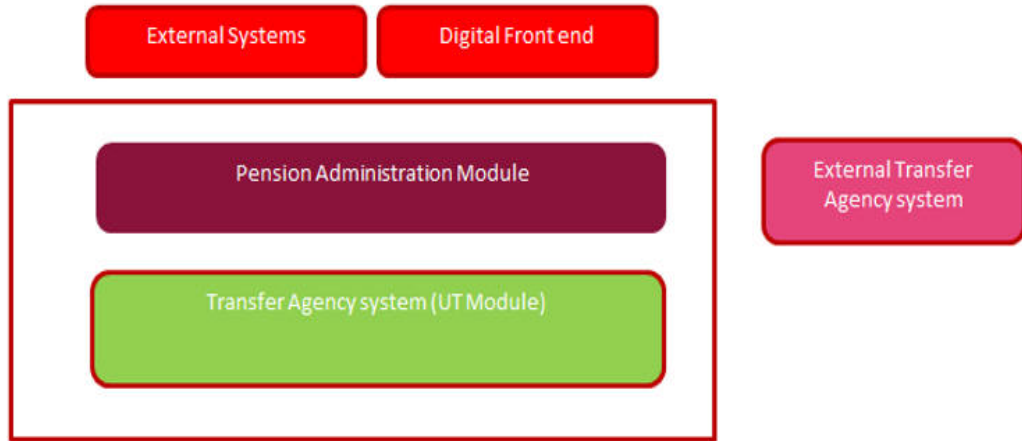 External Systems
Digital Front end
Pension Administration Module
External Transfer
Agency system
Transfer Agency system (UT Module)